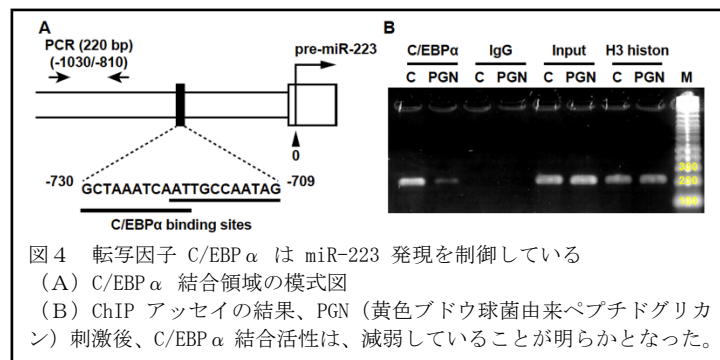 A
PCR (220 bp)
(-1030/-810)
pre-miR-223
0
-730 GCTAAATCAATTGCCAATAG -709
C/EBPα binding sites
B
C/EBPα IgG Input H3 histon
C PGN C PGN C PGN C PGN M
300
200
100
図4 転写因子 C/EBPα は miR-223 発現を制御している
(A)C/EBPα 結合領域の模式図
(B)ChIP アッセイの結果、PGN(黄色ブドウ球菌由来ペプチドグリカ
ン)刺激後、C/EBPα 結合活性は、減弱していることが明らかとなった。